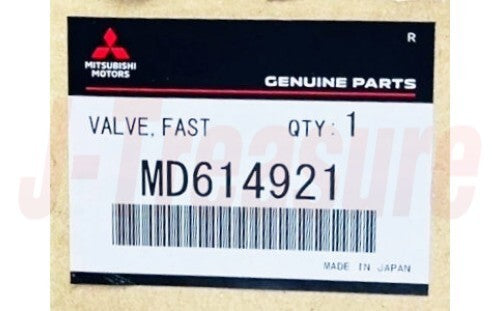 R
MITSUBISHI
MOTORS
GENUINE PARTS
VALVE, FAST QTY: 1
MD614921
MADE IN JAPAN
J-Treasure